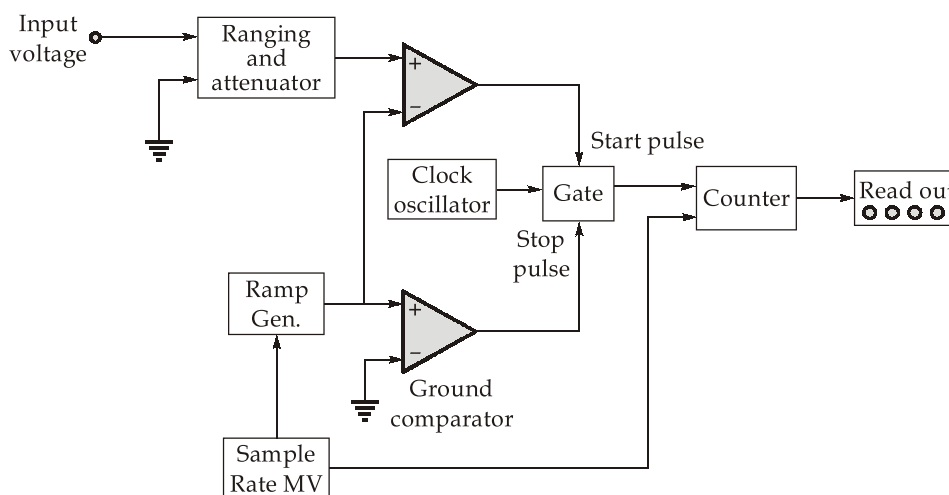 Input
voltage
Ranging
and
attenuator
+
−
Start pulse
Clock
oscillator
Gate
Counter
Read
Stop
pulse
Ramp
Gen.
+
−
Ground
comparator
Sample
Rate MV